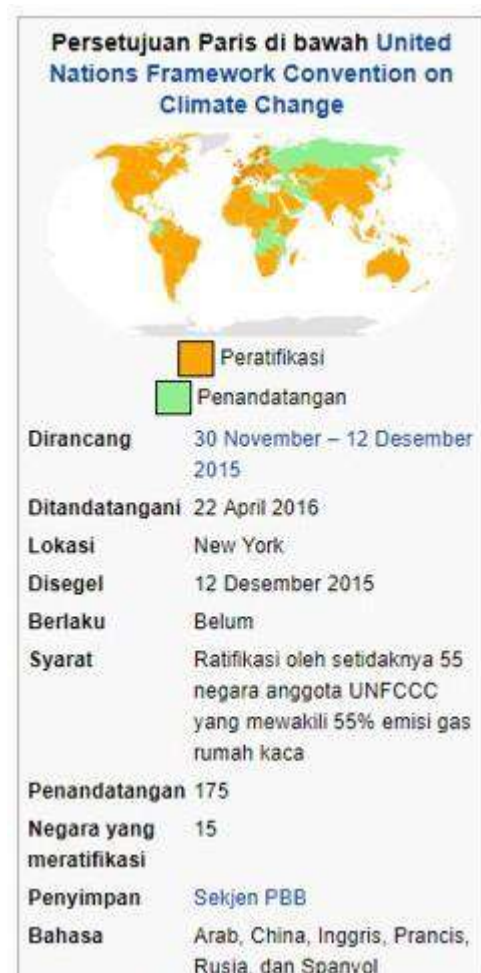 Persetujuan Paris di bawah United
Nations Framework Convention on
Climate Change
Peratifikasi
Penandatangan
Dirancang 30 November – 12 Desember
2015
Ditandatangani 22 April 2016
Lokasi New York
Disegel 12 Desember 2015
Berlaku Belum
Syarat Ratifikasi oleh setidaknya 55
negara anggota UNFCCC
yang mewakili 55% emisi gas
rumah kaca
Penandatangan 175
Negara yang 15
meratifikasi
Penyimpan Sekjen PBB
Bahasa Arab, China, Inggris, Prancis,
Rusia, dan Spanyol